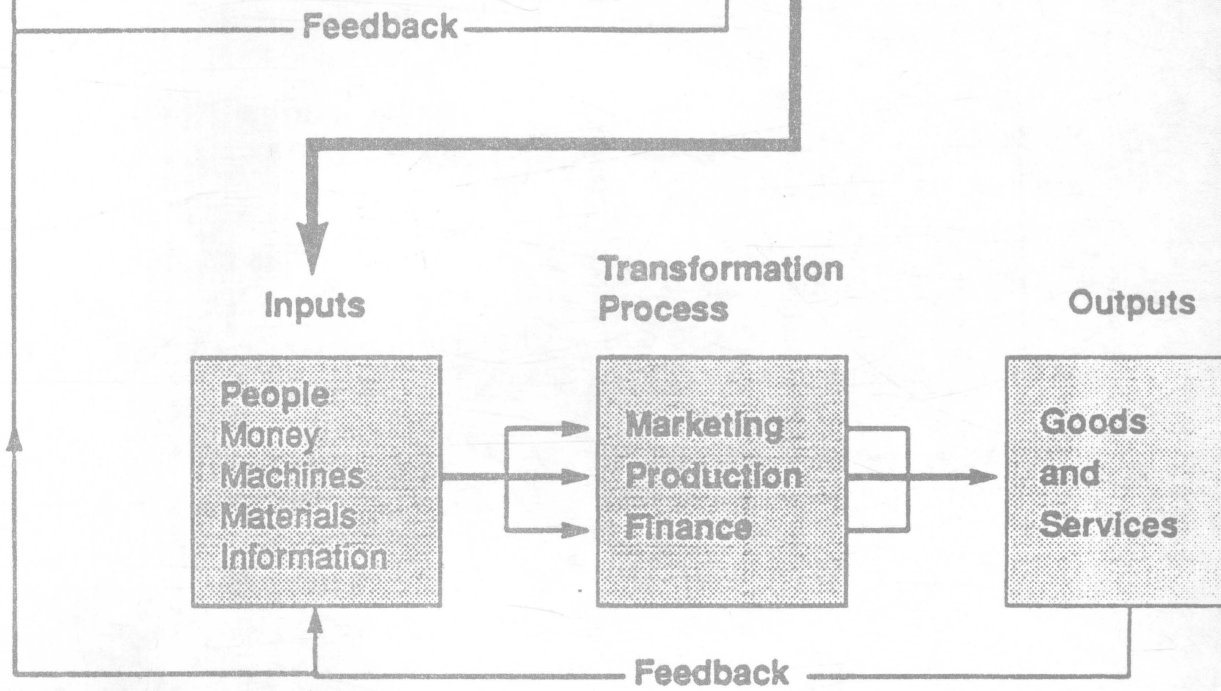 Feedback
Inputs
Transformation
Process
Outputs
People
Money
Machines
Materials
Information
Marketing
Production
Finance
Goods
and
Services
Feedback